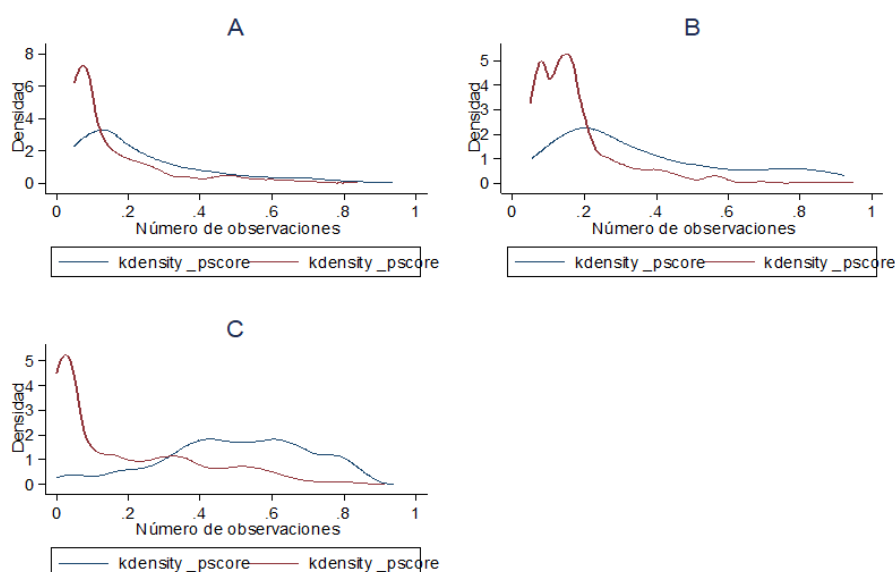 A
8
6
4
2
0
Densidad
0 .2 .4 .6 .8 1
Número de observaciones
kdensity _pscore kdensity _pscore
B
5
4
3
2
1
0
Densidad
0 .2 .4 .6 .8 1
Número de observaciones
kdensity _pscore kdensity _pscore
C
5
4
3
2
1
0
Densidad
0 .2 .4 .6 .8 1
Número de observaciones
kdensity _pscore kdensity _pscore